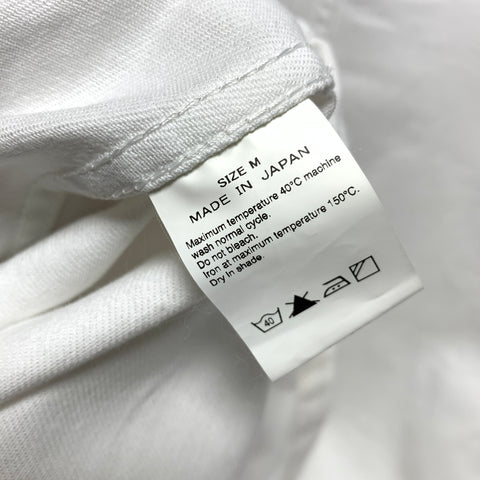 SIZE M
MADE IN JAPAN
Maximum temperature 40°C machine
wash normal cycle.
Do not bleach.
Iron at maximum temperature 150°C.
Dry in shade.
40